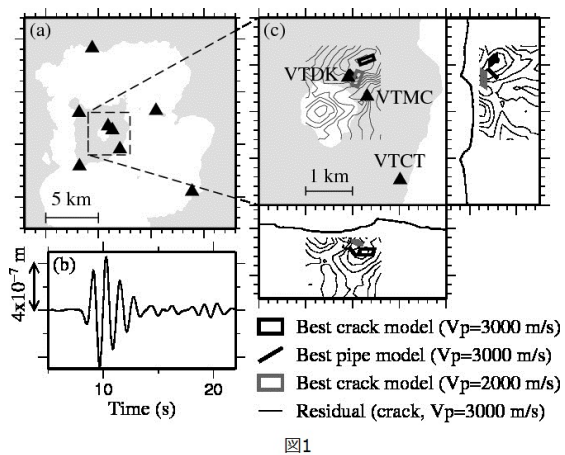 (a)
5 km
(c)
VTDK
VTMC
VTCT
1 km
(b)
4x10⁻⁷ m
10
20
Time (s)
Best crack model (Vp=3000 m/s)
Best pipe model (Vp=3000 m/s)
Best crack model (Vp=2000 m/s)
Residual (crack, Vp=3000 m/s)
図1